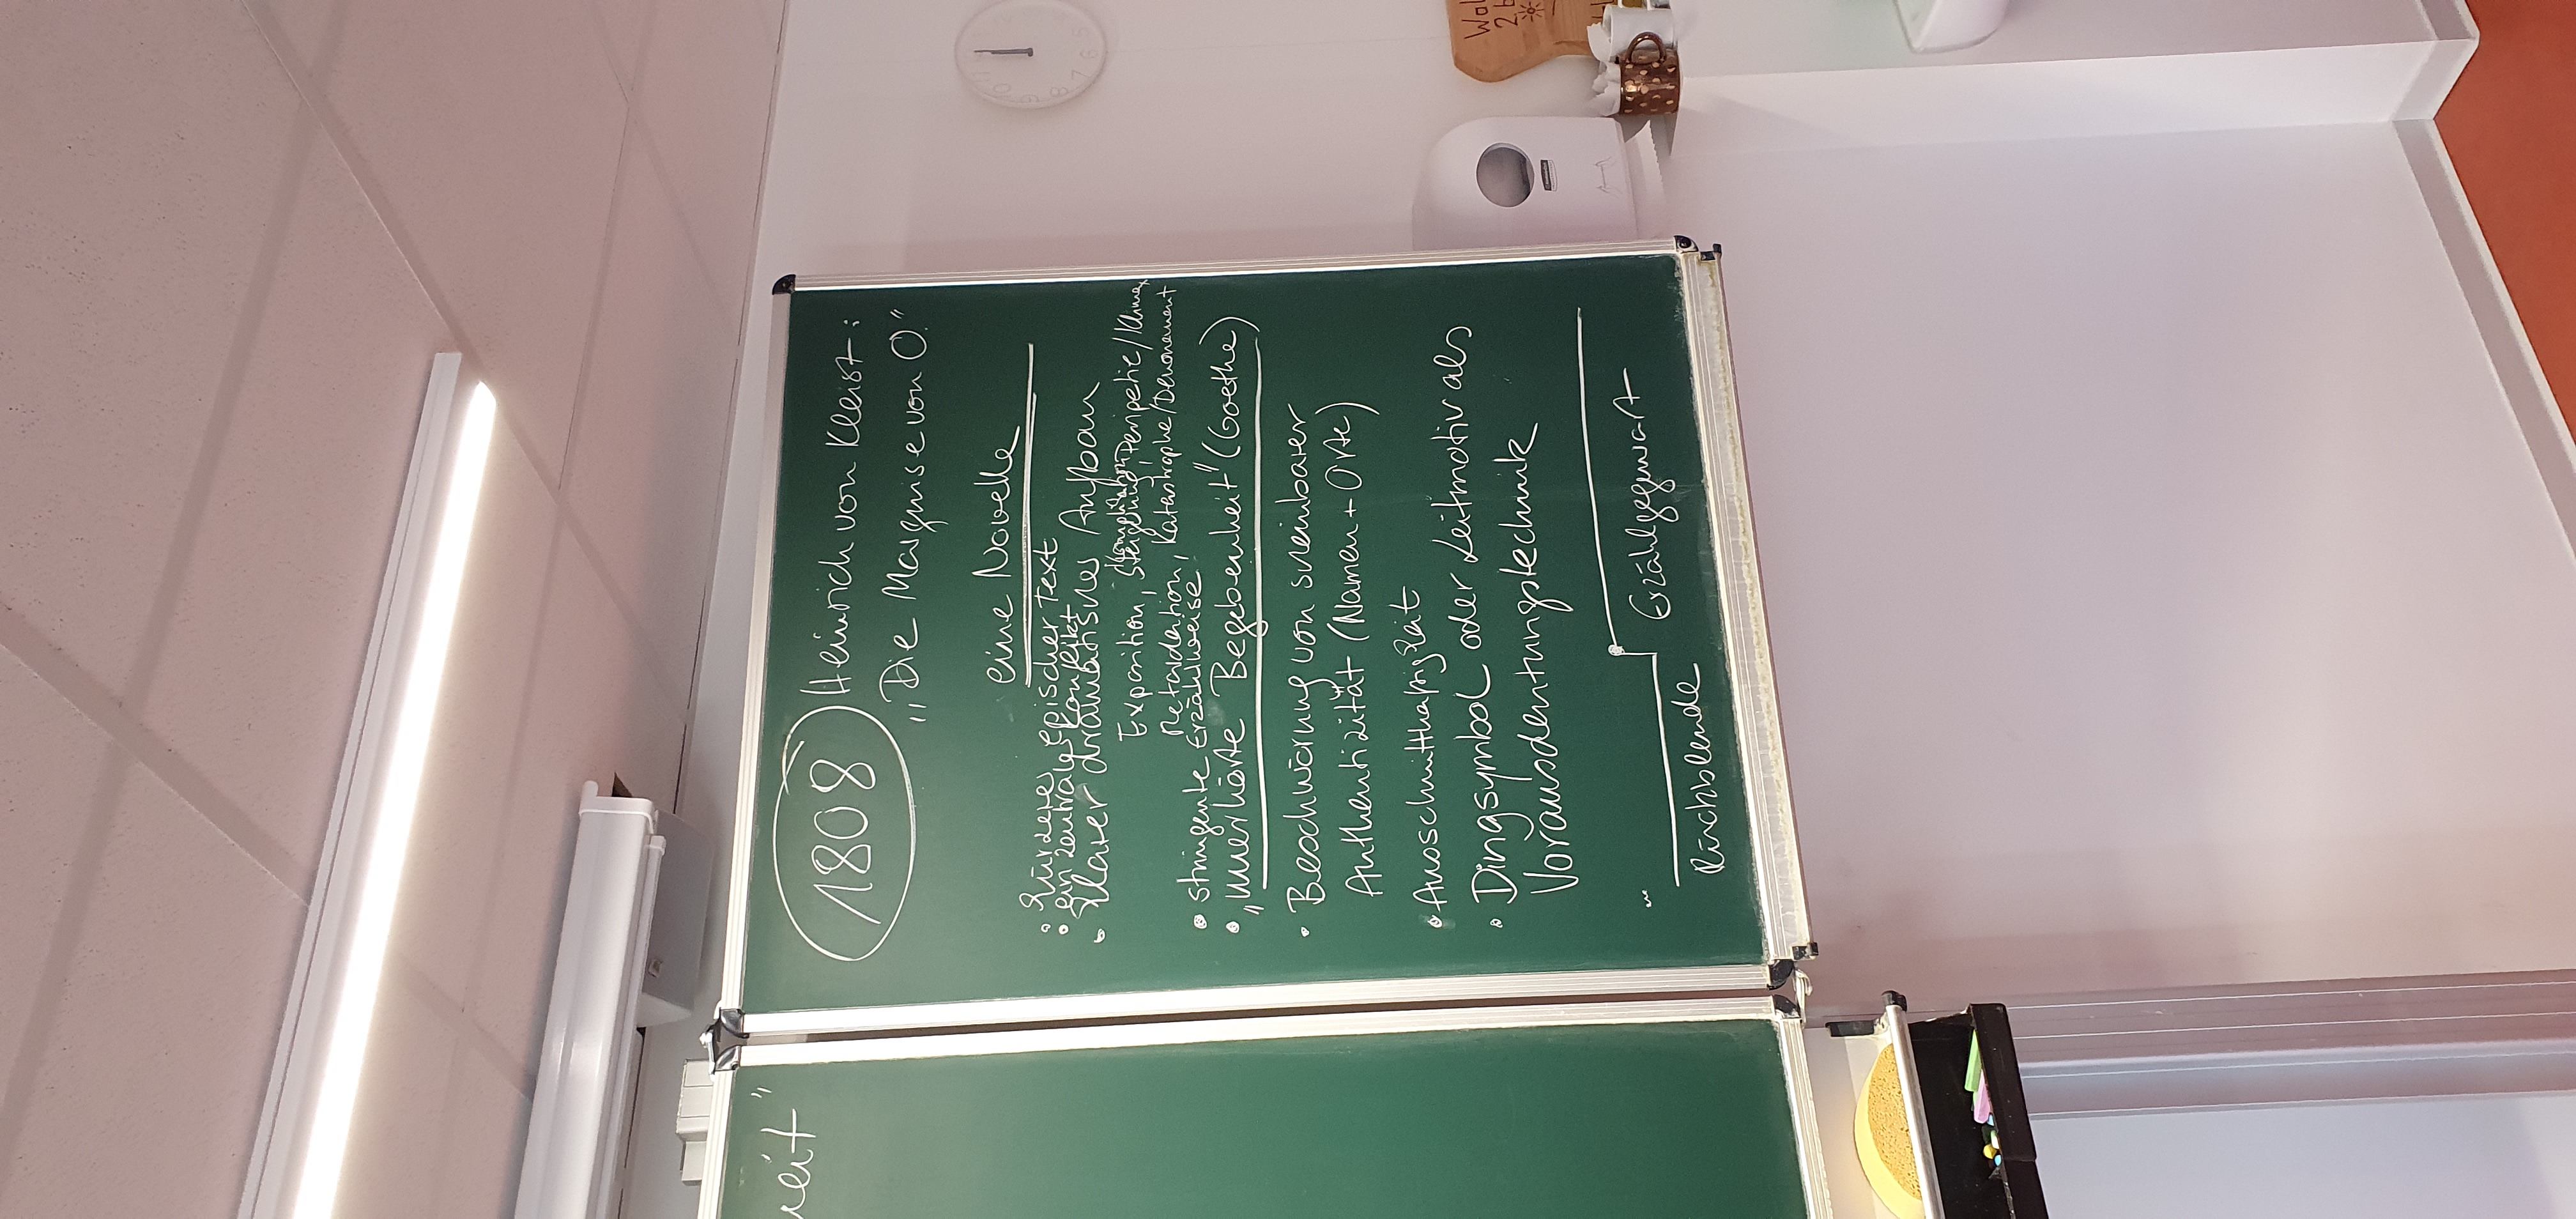 heit"
1808 Heinrich von Kleist:
„Die Marquise von O."
eine Novelle
• kürzerer epischer Text
• ein zentraler Konflikt
• klarer dramatisches Aufbau
Komplikation
Exposition, Steigerung, Peripetie/Klimax
Retardation, Katastrophe/Denouement
• stringente Erzählweise
• „unerhörte Begebenheit" (Goethe)
• Beschwörung von scheinbarer
Authentizität (Namen + Orte)
• Ausschnitthaftigkeit
• Dingsymbol oder Leitmotiv als
Vorausdeutungstechnik
Erzählgegenwart
Rückblende
Wal
2.b